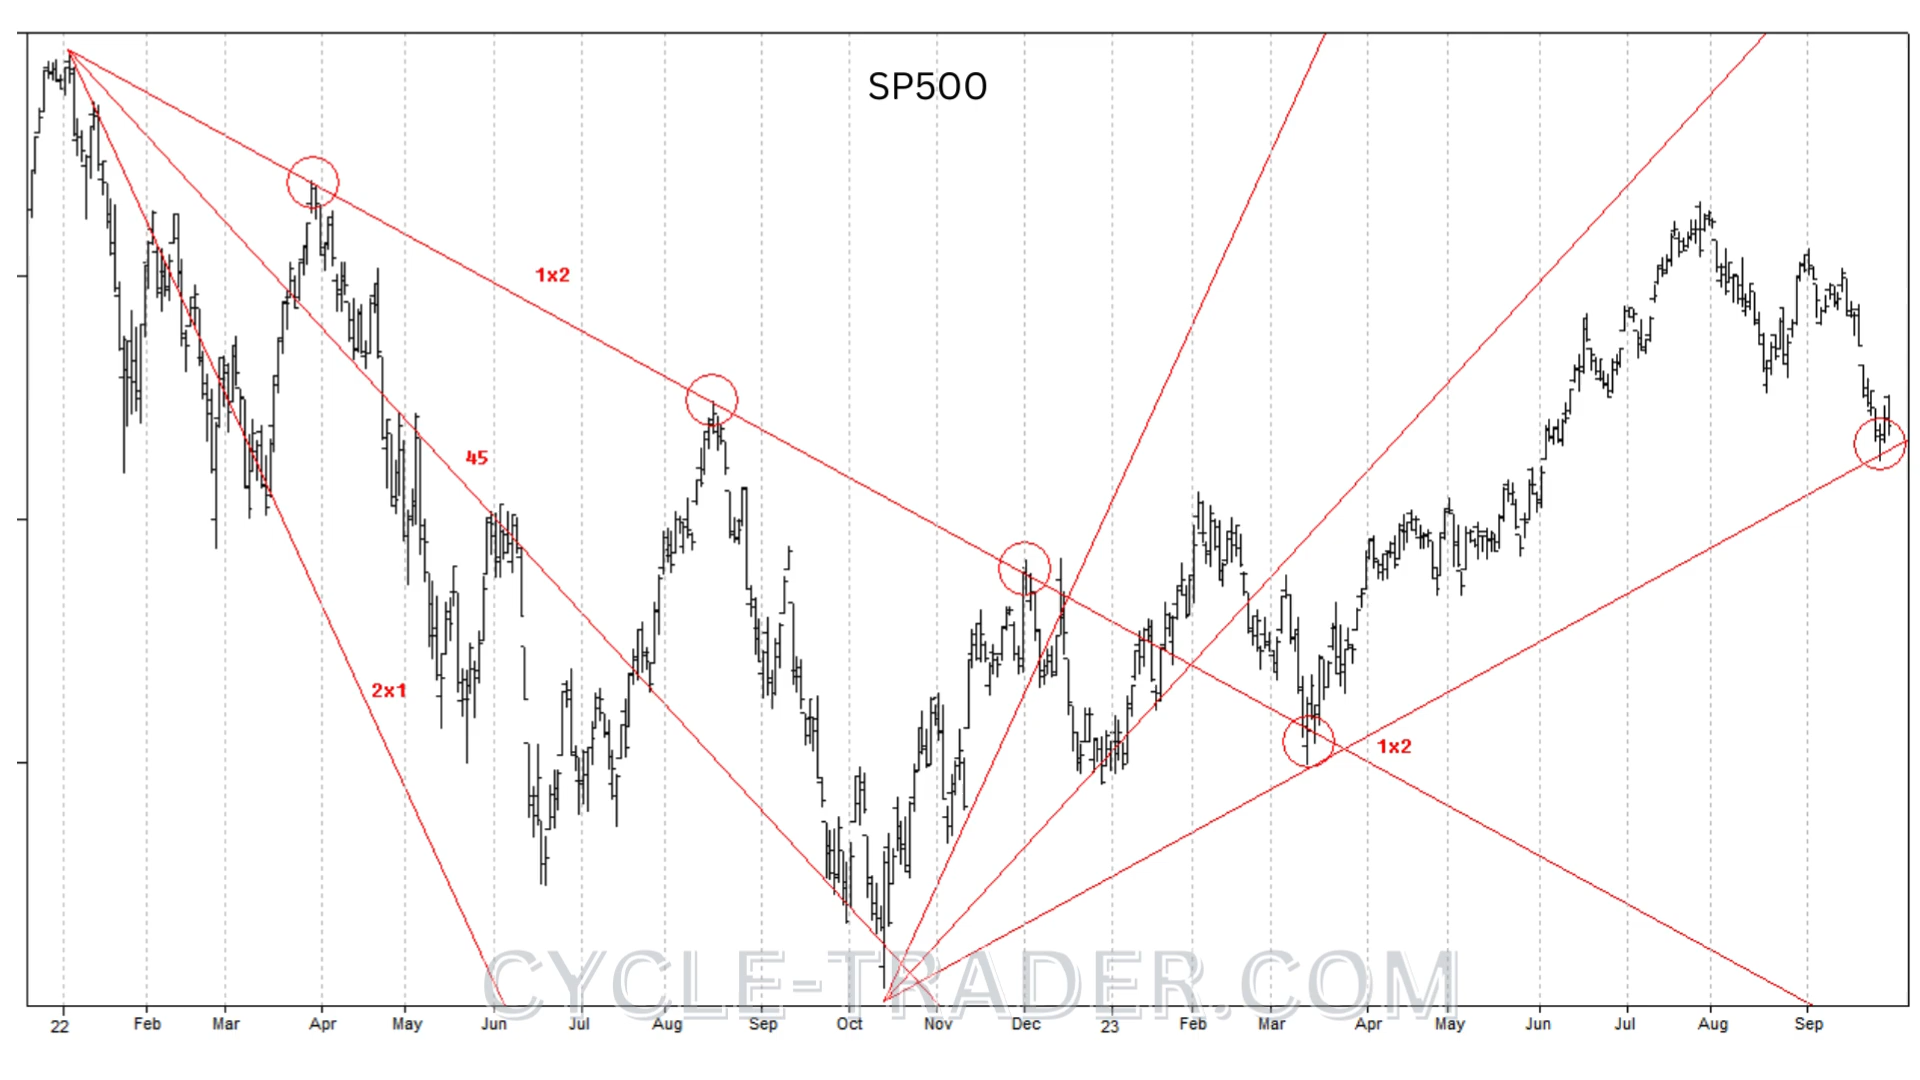 SP500
1x2
45
2x1
1x2
CYCLE-TRADER.COM
22 Feb Mar Apr May Jun Jul Aug Sep Oct Nov Dec 23 Feb Mar Apr May Jun Jul Aug Sep